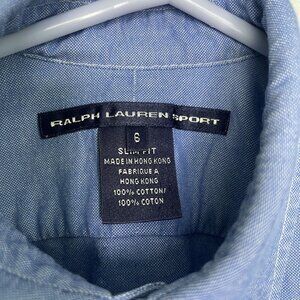 RALPH LAUREN SPORT
6
SLIM FIT
MADE IN HONG KONG
FABRIQUE A
HONG KONG
100% COTTON/
100% COTON